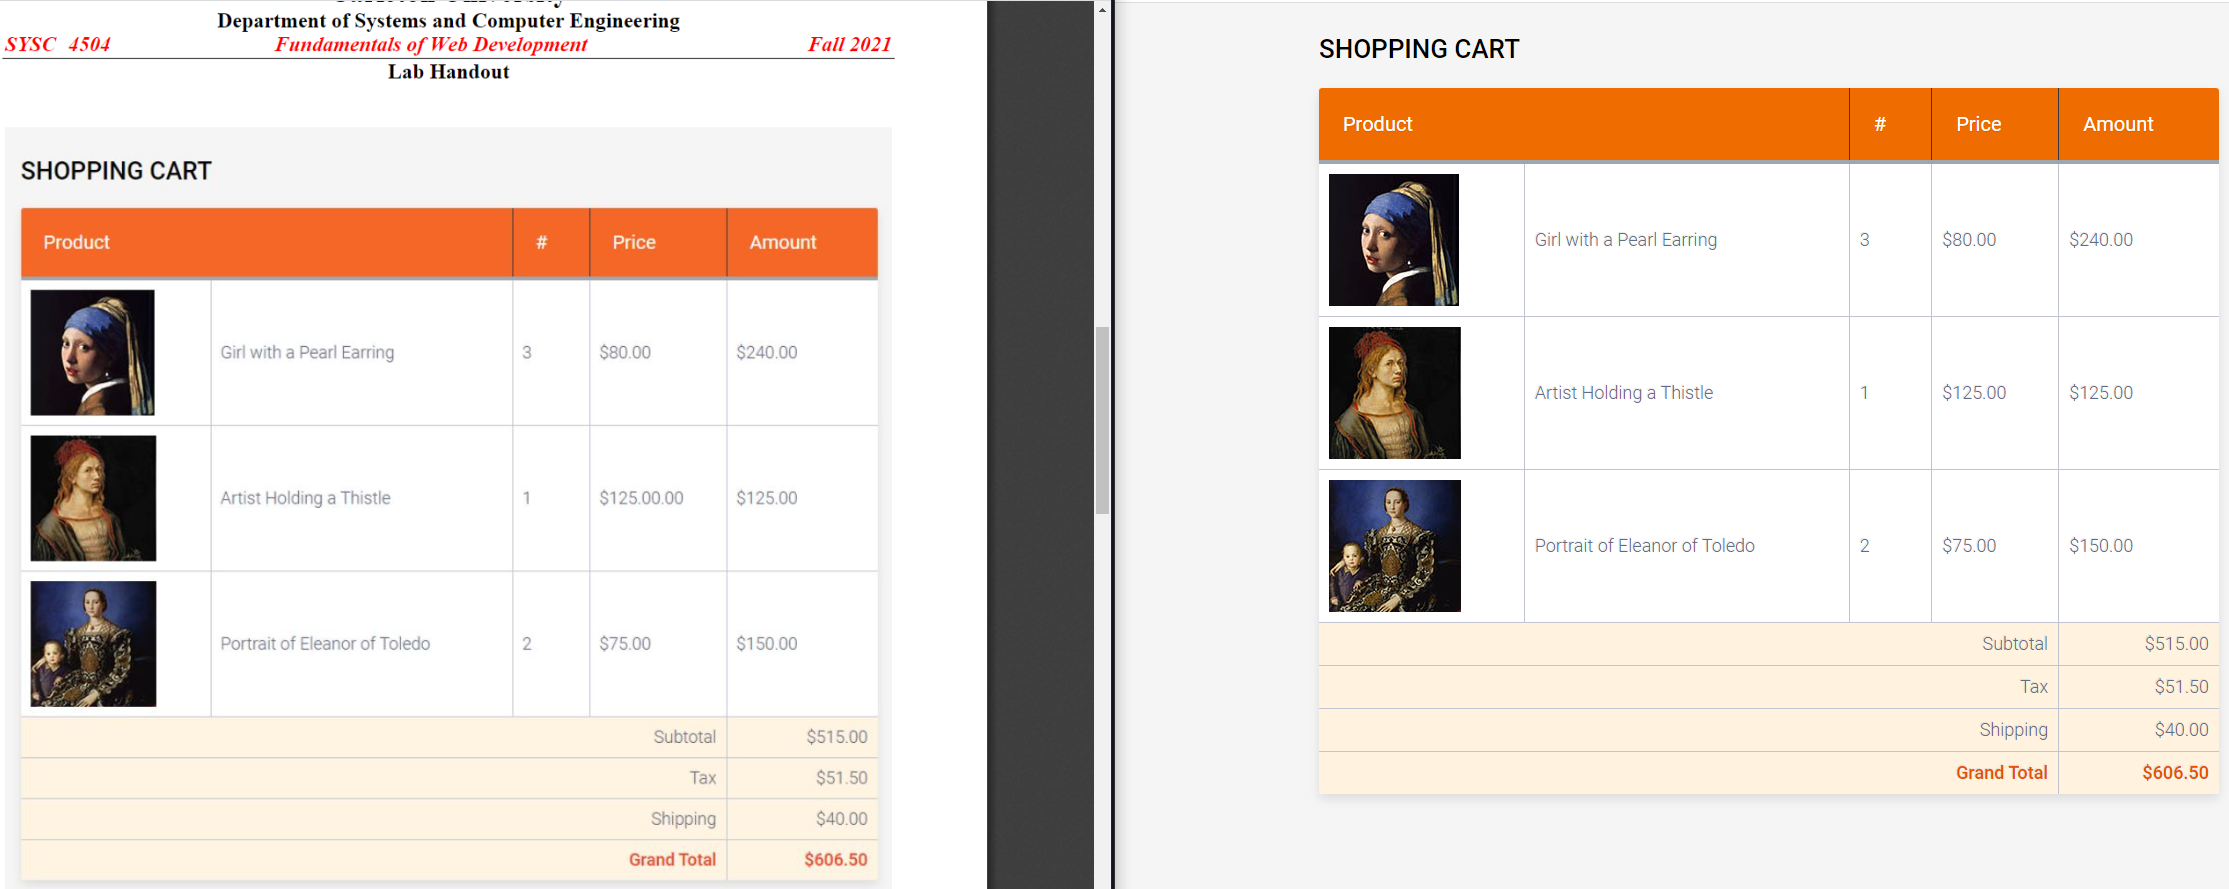 Department of Systems and Computer Engineering
SYSC 4504 Fundamentals of Web Development Fall 2021
Lab Handout
SHOPPING CART
Product # Price Amount
Girl with a Pearl Earring 3 $80.00 $240.00
Artist Holding a Thistle 1 $125.00.00 $125.00
Portrait of Eleanor of Toledo 2 $75.00 $150.00
Subtotal $515.00
Tax $51.50
Shipping $40.00
Grand Total $606.50
SHOPPING CART
Product # Price Amount
Girl with a Pearl Earring 3 $80.00 $240.00
Artist Holding a Thistle 1 $125.00 $125.00
Portrait of Eleanor of Toledo 2 $75.00 $150.00
Subtotal $515.00
Tax $51.50
Shipping $40.00
Grand Total $606.50